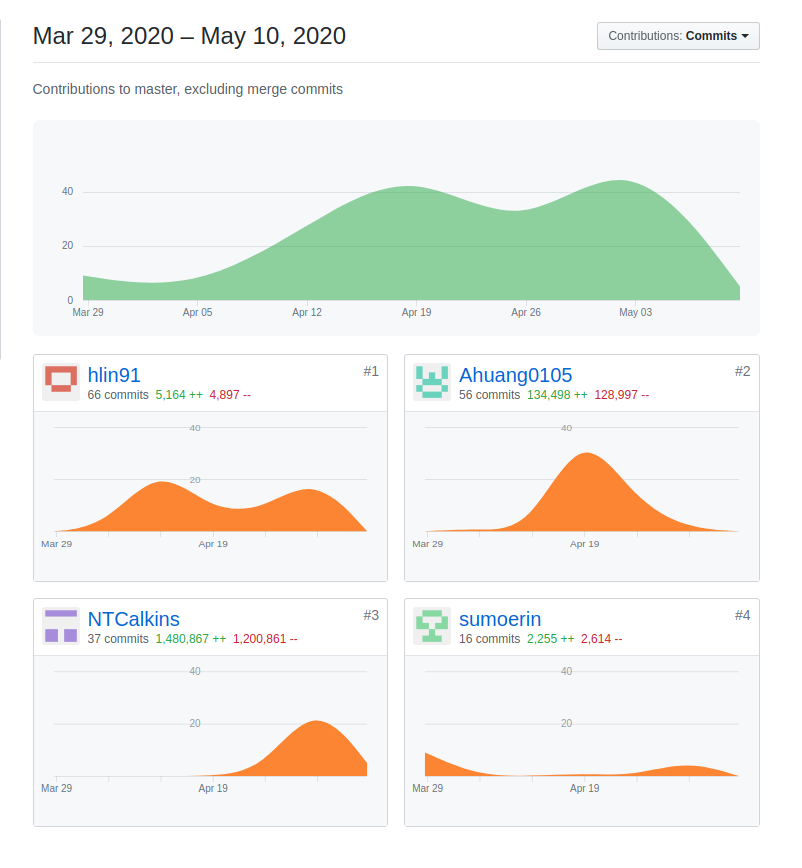 Mar 29, 2020 – May 10, 2020
Contributions: Commits
Contributions to master, excluding merge commits
40
20
0
Mar 29 Apr 05 Apr 12 Apr 19 Apr 26 May 03
hlin91 #1
66 commits 5,164 ++ 4,897 --
40
20
Mar 29 Apr 19
Ahuang0105 #2
56 commits 134,498 ++ 128,997 --
40
Mar 29 Apr 19
NTCalkins #3
37 commits 1,480,867 ++ 1,200,861 --
40
20
Mar 29 Apr 19
sumoerin #4
16 commits 2,255 ++ 2,614 --
40
20
Mar 29 Apr 19